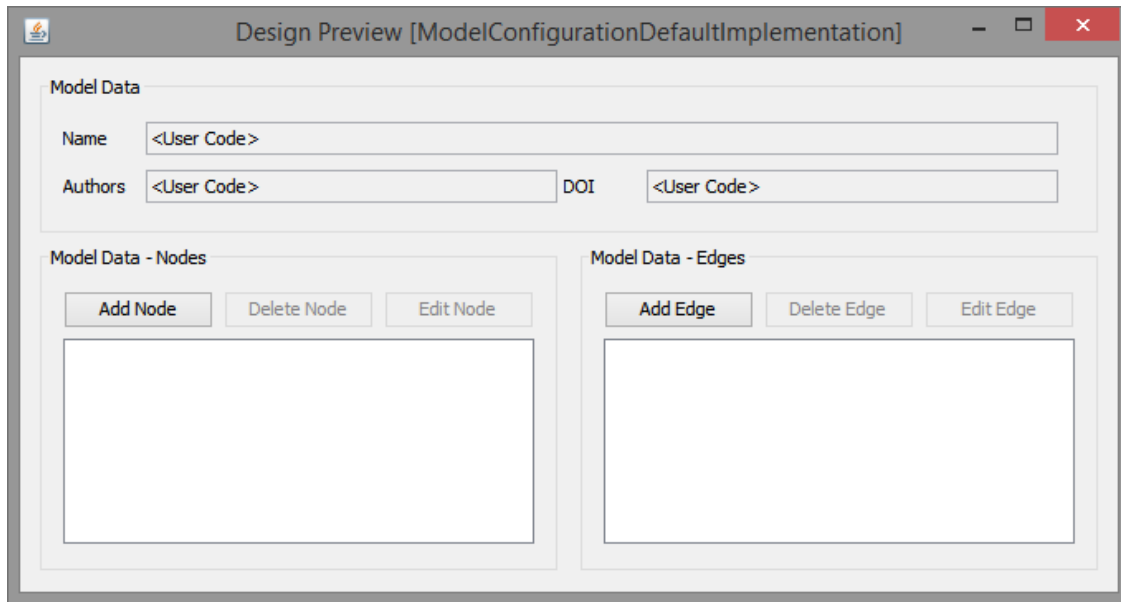 Design Preview [ModelConfigurationDefaultImplementation]
Model Data
Name <User Code>
Authors <User Code> DOI <User Code>
Model Data - Nodes
Add Node Delete Node Edit Node
Model Data - Edges
Add Edge Delete Edge Edit Edge